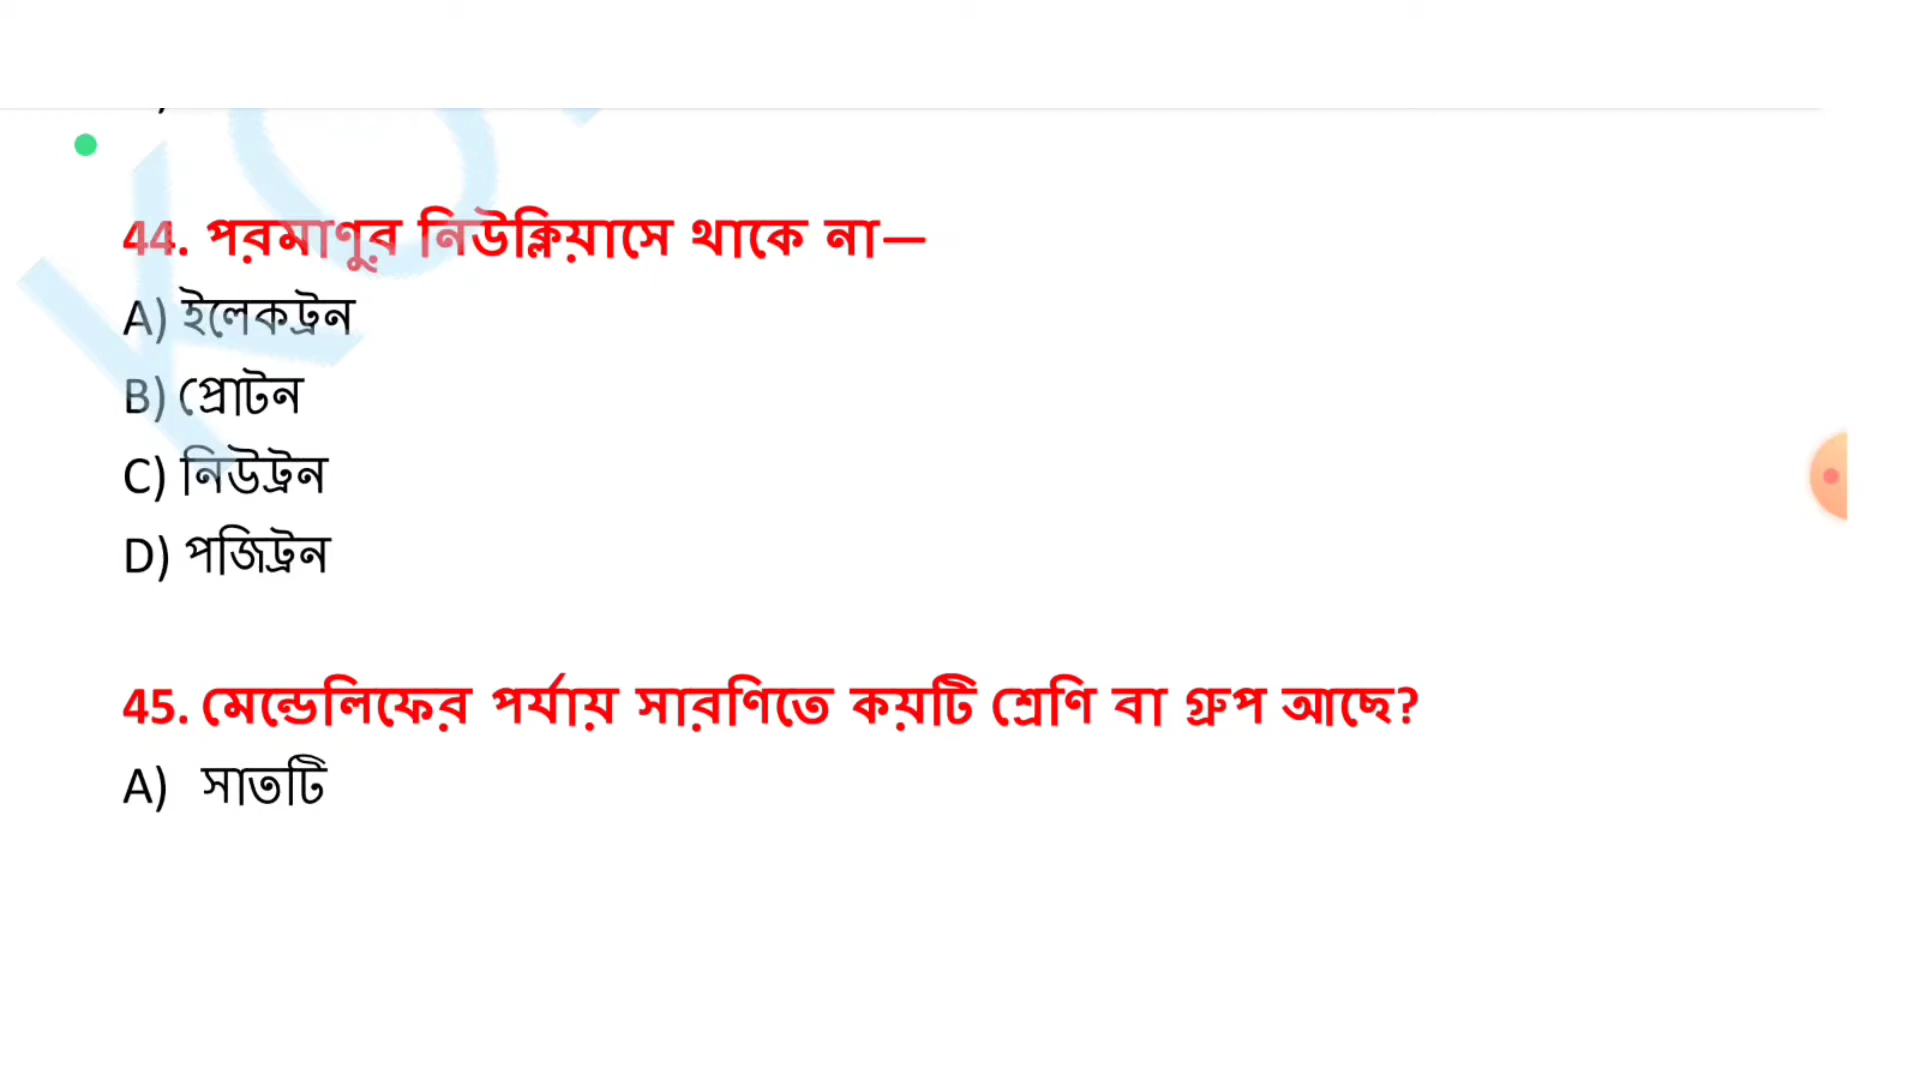 44. পরমাণুর নিউক্লিয়াসে থাকে না—
A) ইলেকট্রন
B) প্রোটন
C) নিউট্রন
D) পজিট্রন
45. মেন্ডেলিফের পর্যায় সারণিতে কয়টি শ্রেণি বা গ্রুপ আছে?
A) সাতটি